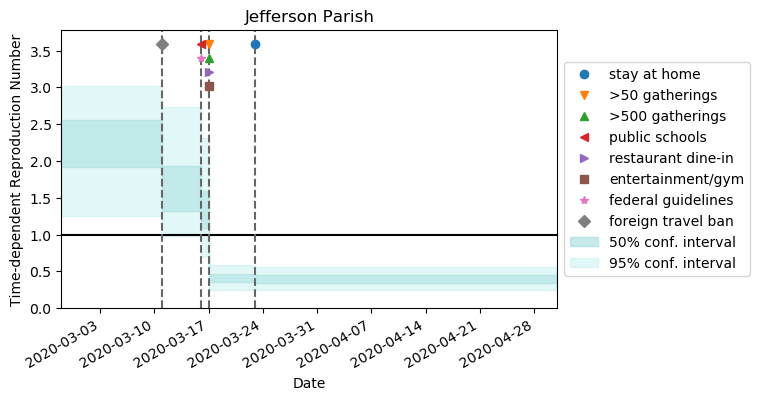 Jefferson Parish
Time-dependent Reproduction Number
3.5
3.0
2.5
2.0
1.5
1.0
0.5
0.0
2020-03-03
2020-03-10
2020-03-17
2020-03-24
2020-03-31
2020-04-07
2020-04-14
2020-04-21
2020-04-28
Date
stay at home
>50 gatherings
>500 gatherings
public schools
restaurant dine-in
entertainment/gym
federal guidelines
foreign travel ban
50% conf. interval
95% conf. interval